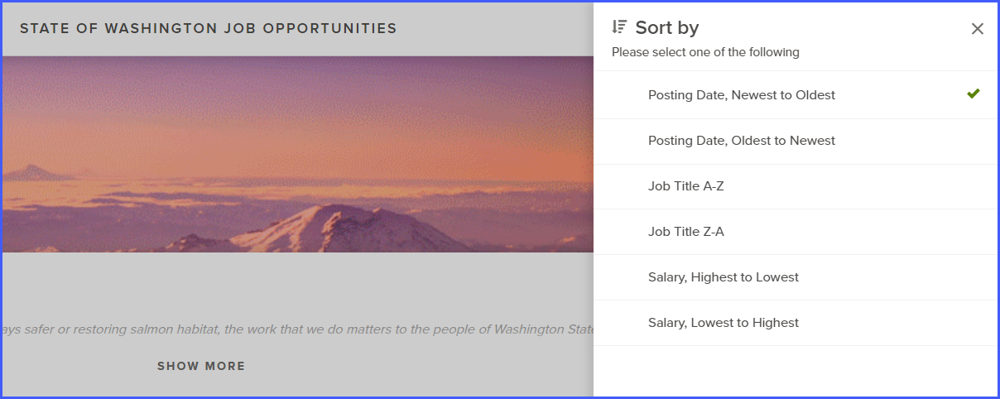 STATE OF WASHINGTON JOB OPPORTUNITIES
Sort by
Please select one of the following
Posting Date, Newest to Oldest
Posting Date, Oldest to Newest
Job Title A-Z
Job Title Z-A
Salary, Highest to Lowest
Salary, Lowest to Highest
ays safer or restoring salmon habitat, the work that we do matters to the people of Washington State
SHOW MORE